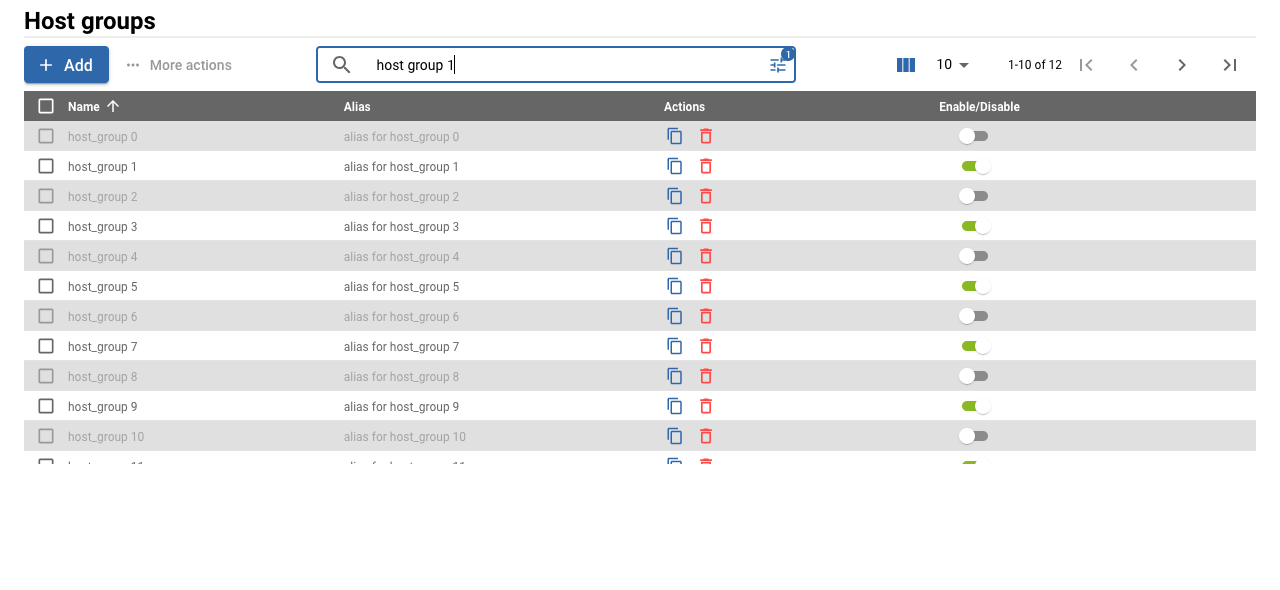 Host groups
Add
More actions
host group 1
1
10
1-10 of 12
Name Alias Actions Enable/Disable
host_group 0 alias for host_group 0
host_group 1 alias for host_group 1
host_group 2 alias for host_group 2
host_group 3 alias for host_group 3
host_group 4 alias for host_group 4
host_group 5 alias for host_group 5
host_group 6 alias for host_group 6
host_group 7 alias for host_group 7
host_group 8 alias for host_group 8
host_group 9 alias for host_group 9
host_group 10 alias for host_group 10